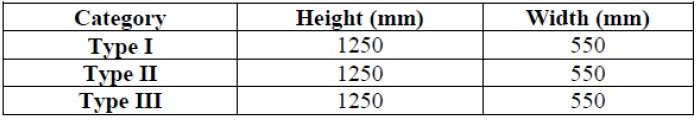 Category Height (mm) Width (mm)
Type I 1250 550
Type II 1250 550
Type III 1250 550